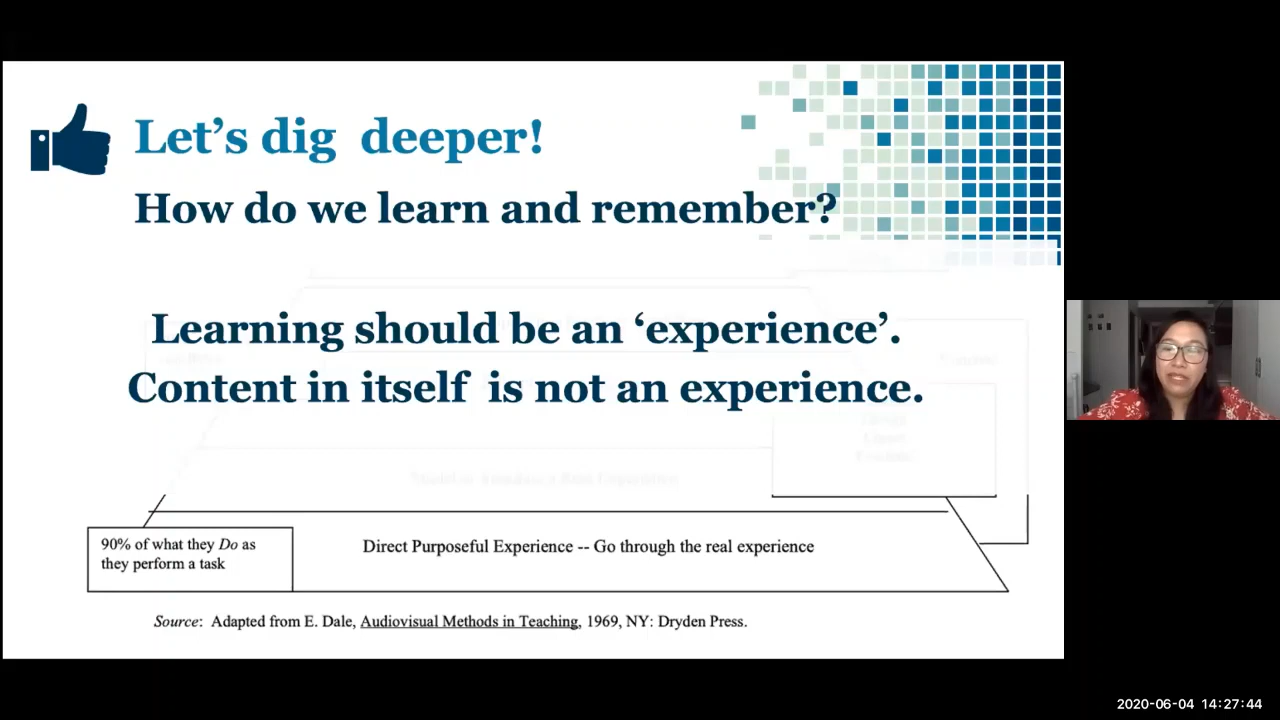 Let’s dig deeper!
How do we learn and remember?
Learning should be an ‘experience’.
Content in itself is not an experience.
90% of what they Do as
they perform a task
Direct Purposeful Experience -- Go through the real experience
Source: Adapted from E. Dale, Audiovisual Methods in Teaching, 1969, NY: Dryden Press.
2020-06-04 14:27:44